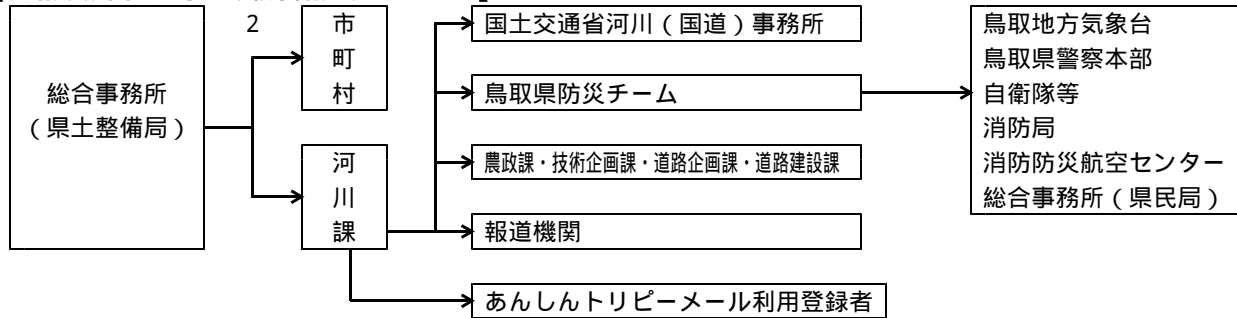 2
総合事務所
（県土整備局）
市
町
村
河
川
課
国土交通省河川（国道）事務所
鳥取県防災チーム
農政課・技術企画課・道路企画課・道路建設課
報道機関
あんしんトリピーメール利用登録者
鳥取地方気象台
鳥取県警察本部
自衛隊等
消防局
消防防災航空センター
総合事務所（県民局）